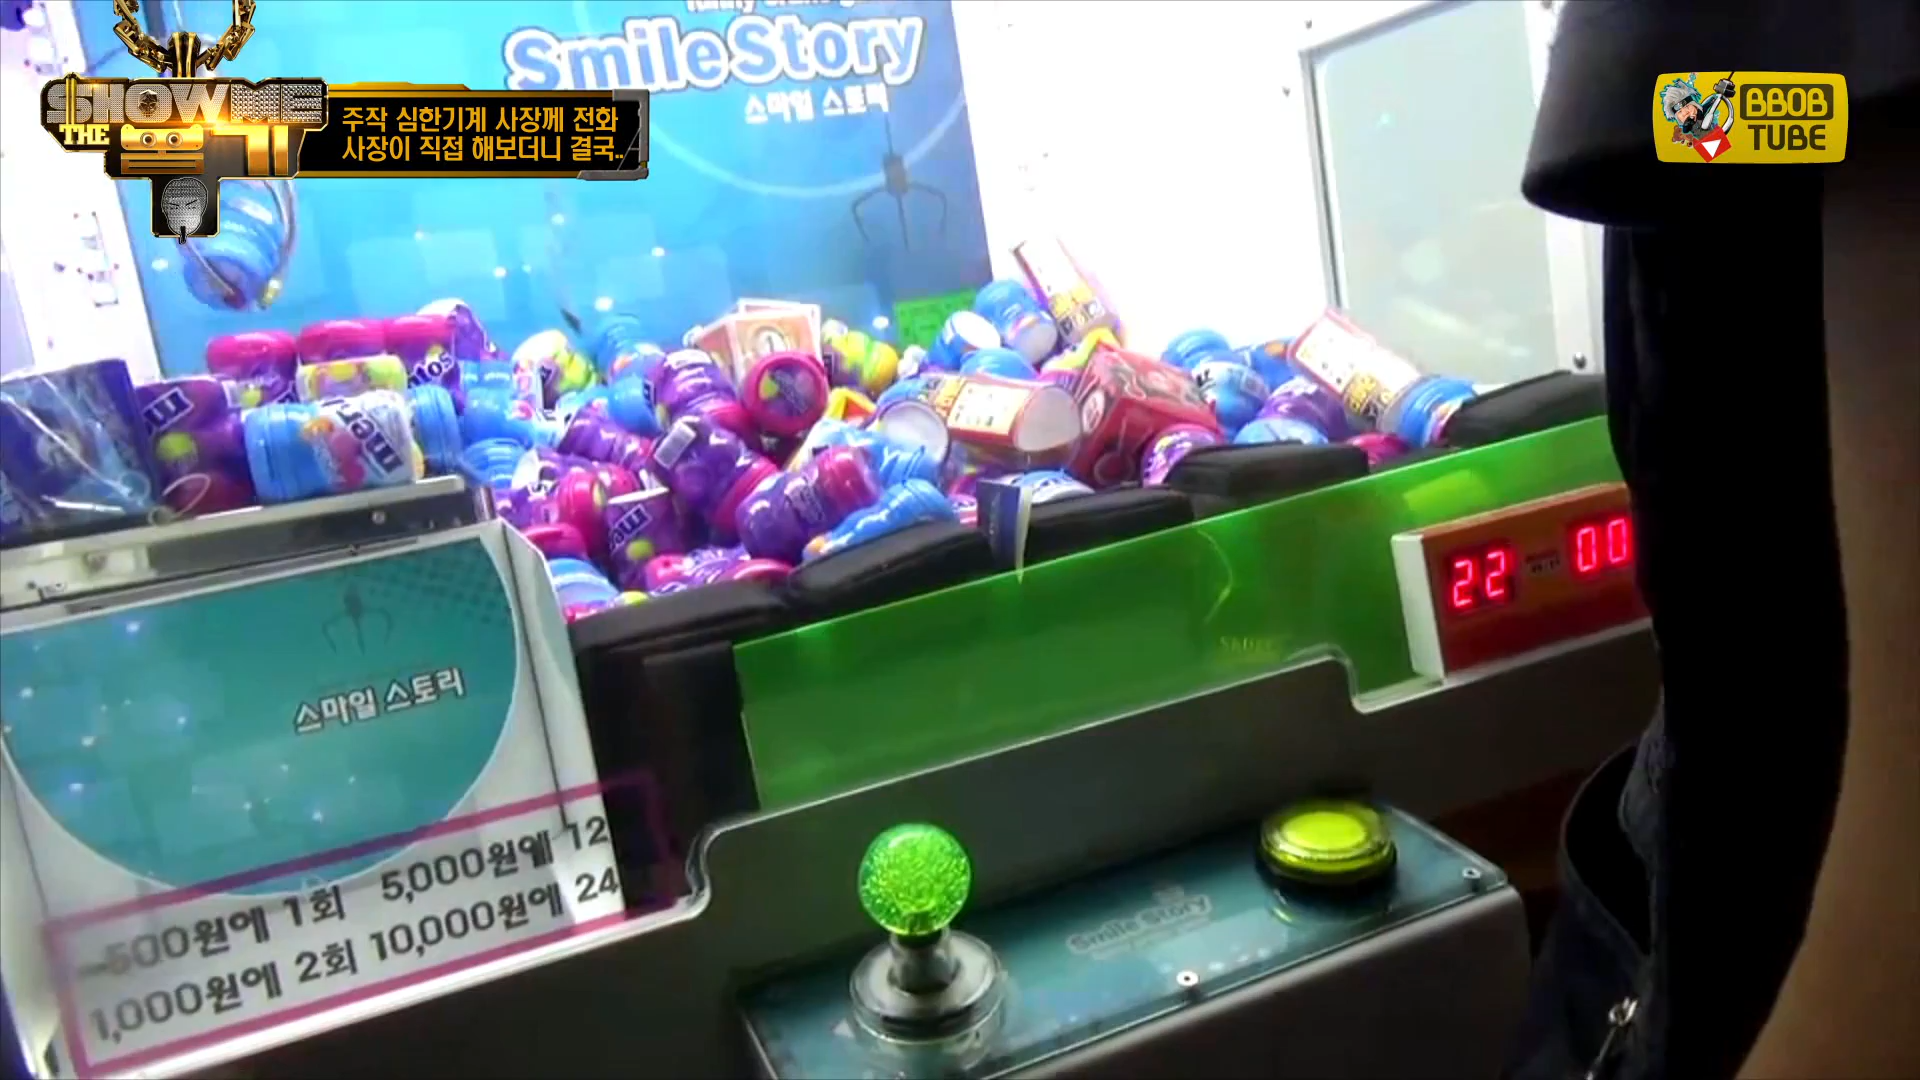 SHOW ME
THE
뽑기
주작 심한기계 사장께 전화
사장이 직접 해보더니 결국..
BBOB
TUBE
Smile Story
스마일 스토리
mentos
22
00
스마일 스토리
500원에 1회 5,000원에 12
1,000원에 2회 10,000원에 24
Smile Story